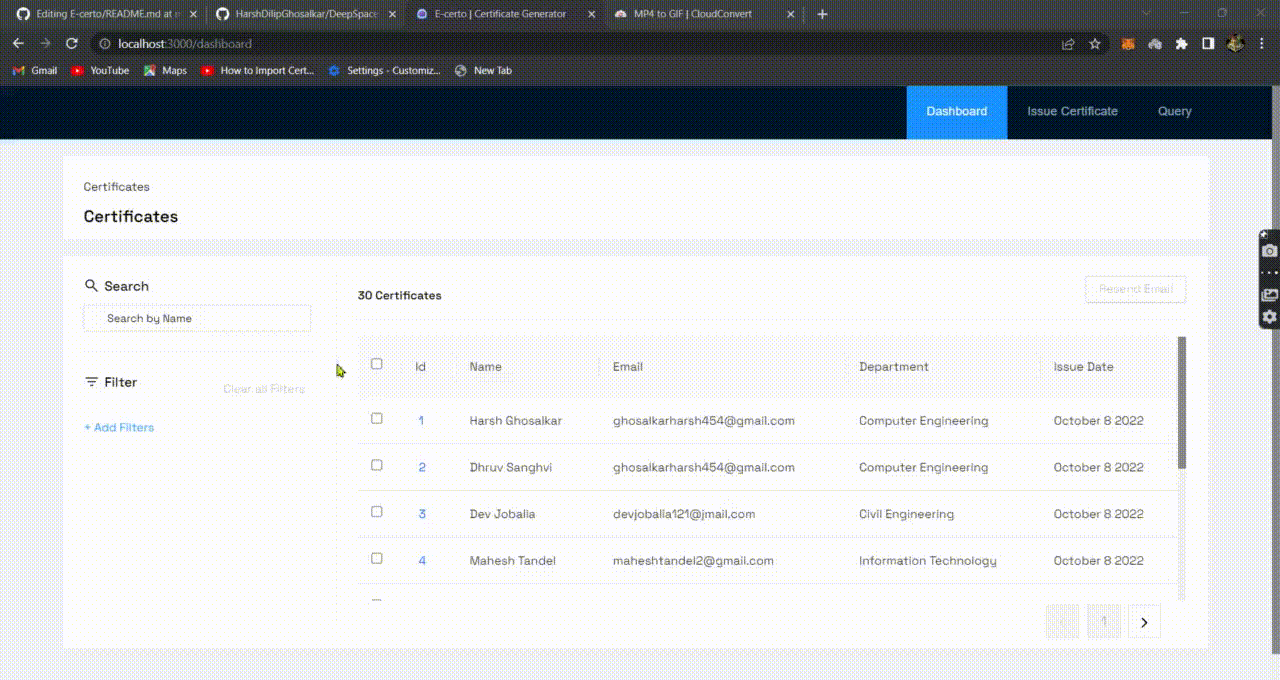 Editing E-certo/README.md at
HarshDilipGhosalkar/DeepSpace
E-certo | Certificate Generator
MP4 to GIF | CloudConvert
localhost:3000/dashboard
Gmail
YouTube
Maps
How to Import Cert...
Settings - Customiz...
New Tab
Dashboard
Issue Certificate
Query
Certificates
Certificates
Search
Search by Name
Filter
Clear all Filters
+ Add Filters
30 Certificates
Resend Email
Id Name Email Department Issue Date
1 Harsh Ghosalkar ghosalkarharsh454@gmail.com Computer Engineering October 8 2022
2 Dhruv Sanghvi ghosalkarharsh454@gmail.com Computer Engineering October 8 2022
3 Dev Jobalia devjobalia121@jmail.com Civil Engineering October 8 2022
4 Mahesh Tandel maheshtandel2@gmail.com Information Technology October 8 2022
1